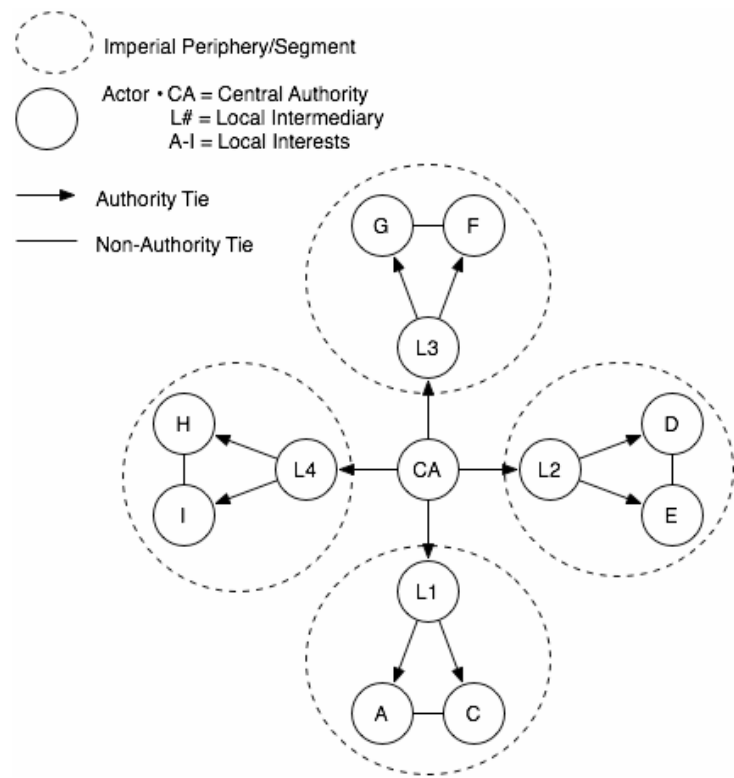 Imperial Periphery/Segment
Actor • CA = Central Authority
L# = Local Intermediary
A-I = Local Interests
Authority Tie
Non-Authority Tie
G
F
L3
H
D
L4
CA
L2
I
E
L1
A
C